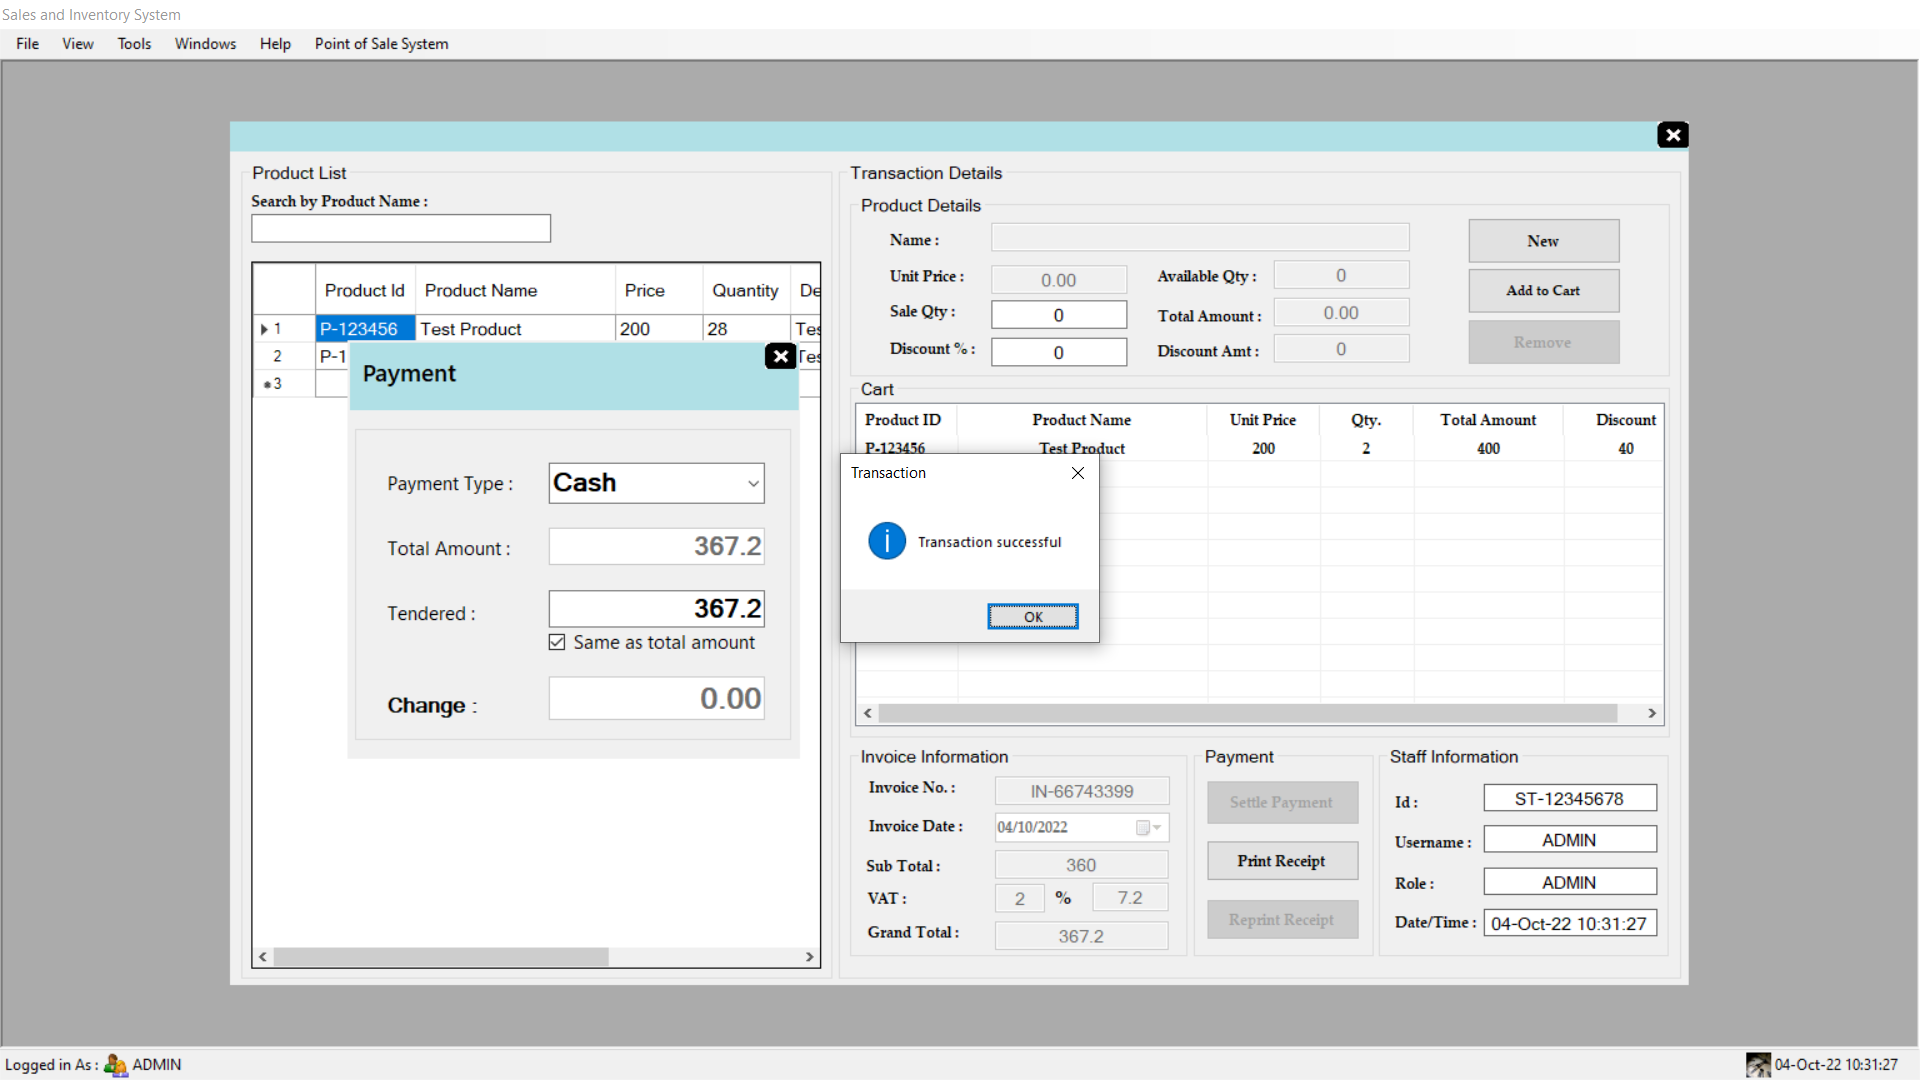 Sales and Inventory System
File View Tools Windows Help Point of Sale System
Product List
Search by Product Name :
Product Id Product Name Price Quantity De
1 P-123456 Test Product 200 28 Tes
2 P-1 Tes
3
Payment
Payment Type : Cash
Total Amount : 367.2
Tendered : 367.2
Same as total amount
Change : 0.00
Transaction Details
Product Details
Name :
Unit Price : 0.00 Available Qty : 0
Sale Qty : 0 Total Amount : 0.00
Discount % : 0 Discount Amt : 0
New
Add to Cart
Remove
Cart
Product ID Product Name Unit Price Qty. Total Amount Discount
P-123456 Test Product 200 2 400 40
Transaction
Transaction successful
OK
Invoice Information
Invoice No. : IN-66743399
Invoice Date : 04/10/2022
Sub Total : 360
VAT : 2 % 7.2
Grand Total : 367.2
Payment
Settle Payment
Print Receipt
Reprint Receipt
Staff Information
Id : ST-12345678
Username : ADMIN
Role : ADMIN
Date/Time : 04-Oct-22 10:31:27
Logged in As : ADMIN
04-Oct-22 10:31:27